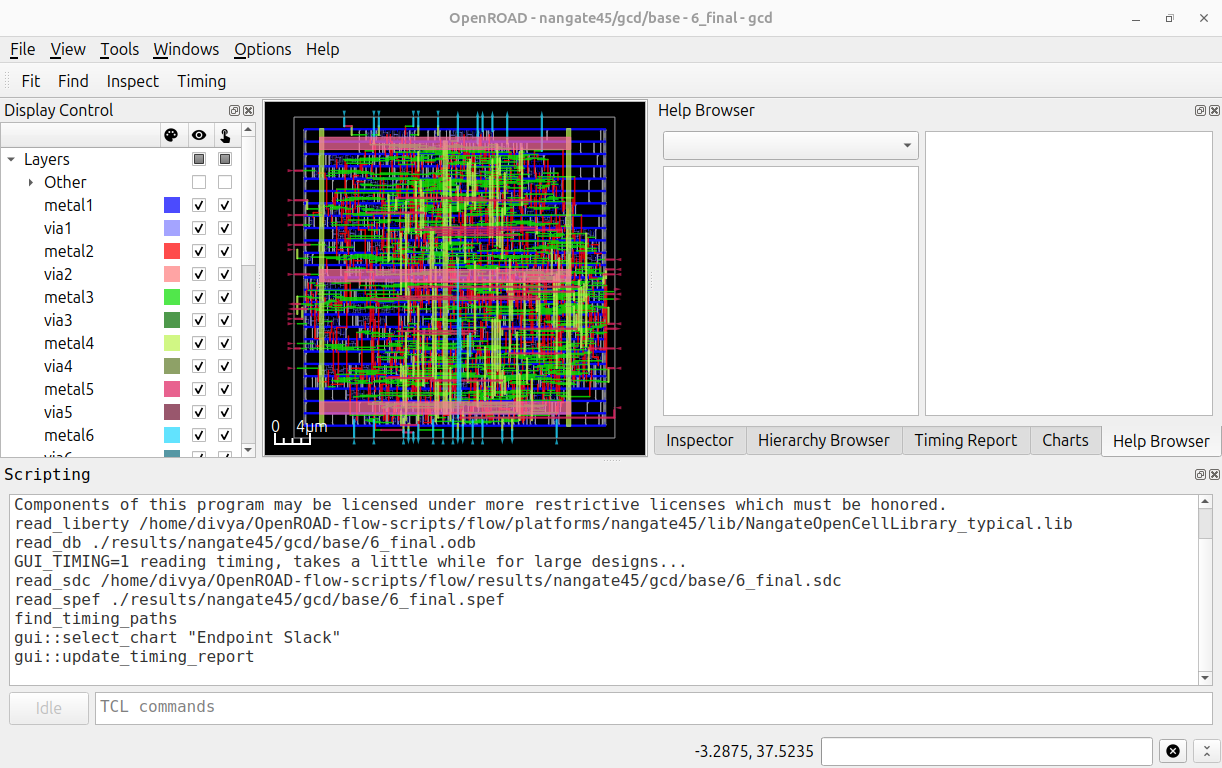 OpenROAD - nangate45/gcd/base - 6_final - gcd
File View Tools Windows Options Help
Fit Find Inspect Timing
Display Control
Layers
Other
metal1
via1
metal2
via2
metal3
via3
metal4
via4
metal5
via5
metal6
via6
0 4μm
Help Browser
Inspector Hierarchy Browser Timing Report Charts Help Browser
Scripting
Components of this program may be licensed under more restrictive licenses which must be honored.
read_liberty /home/divya/OpenROAD-flow-scripts/flow/platforms/nangate45/lib/NangateOpenCellLibrary_typical.lib
read_db ./results/nangate45/gcd/base/6_final.odb
GUI_TIMING=1 reading timing, takes a little while for large designs...
read_sdc /home/divya/OpenROAD-flow-scripts/flow/results/nangate45/gcd/base/6_final.sdc
read_spef ./results/nangate45/gcd/base/6_final.spef
find_timing_paths
gui::select_chart "Endpoint Slack"
gui::update_timing_report
Idle TCL commands
-3.2875, 37.5235